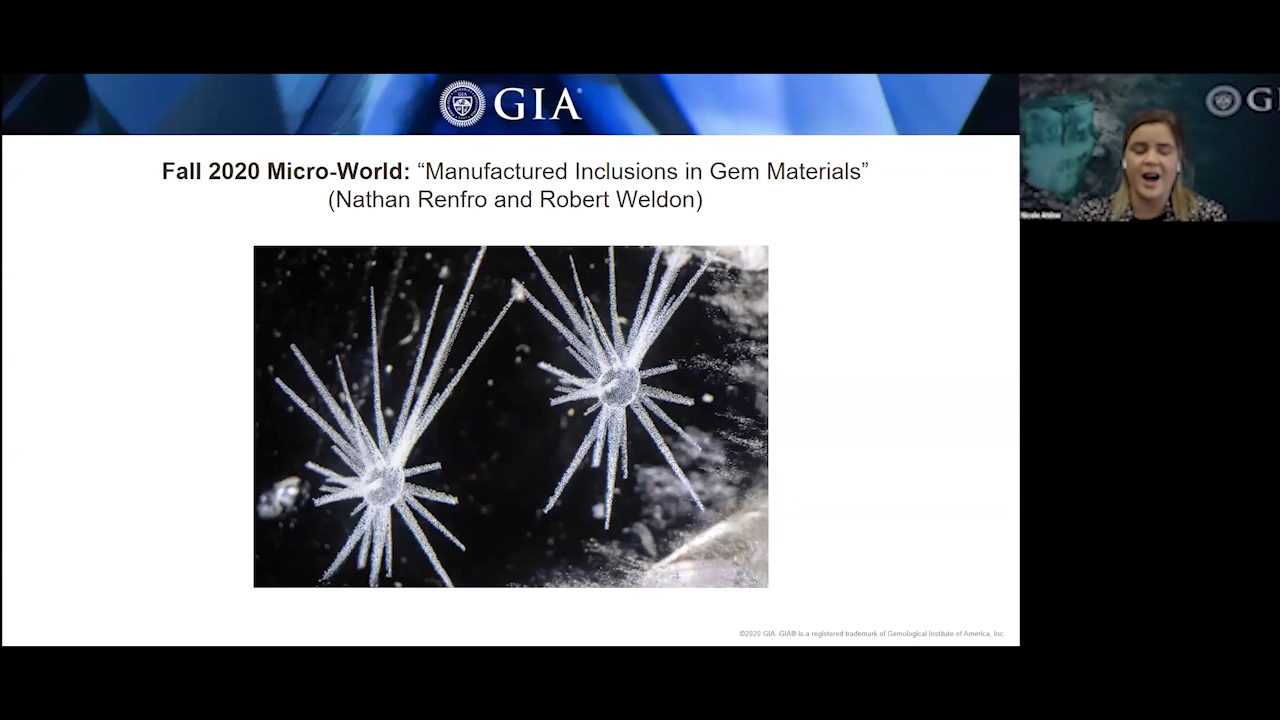 GIA®
Fall 2020 Micro-World: “Manufactured Inclusions in Gem Materials”
(Nathan Renfro and Robert Weldon)
©2020 GIA. GIA® is a registered trademark of Gemological Institute of America, Inc.
GI